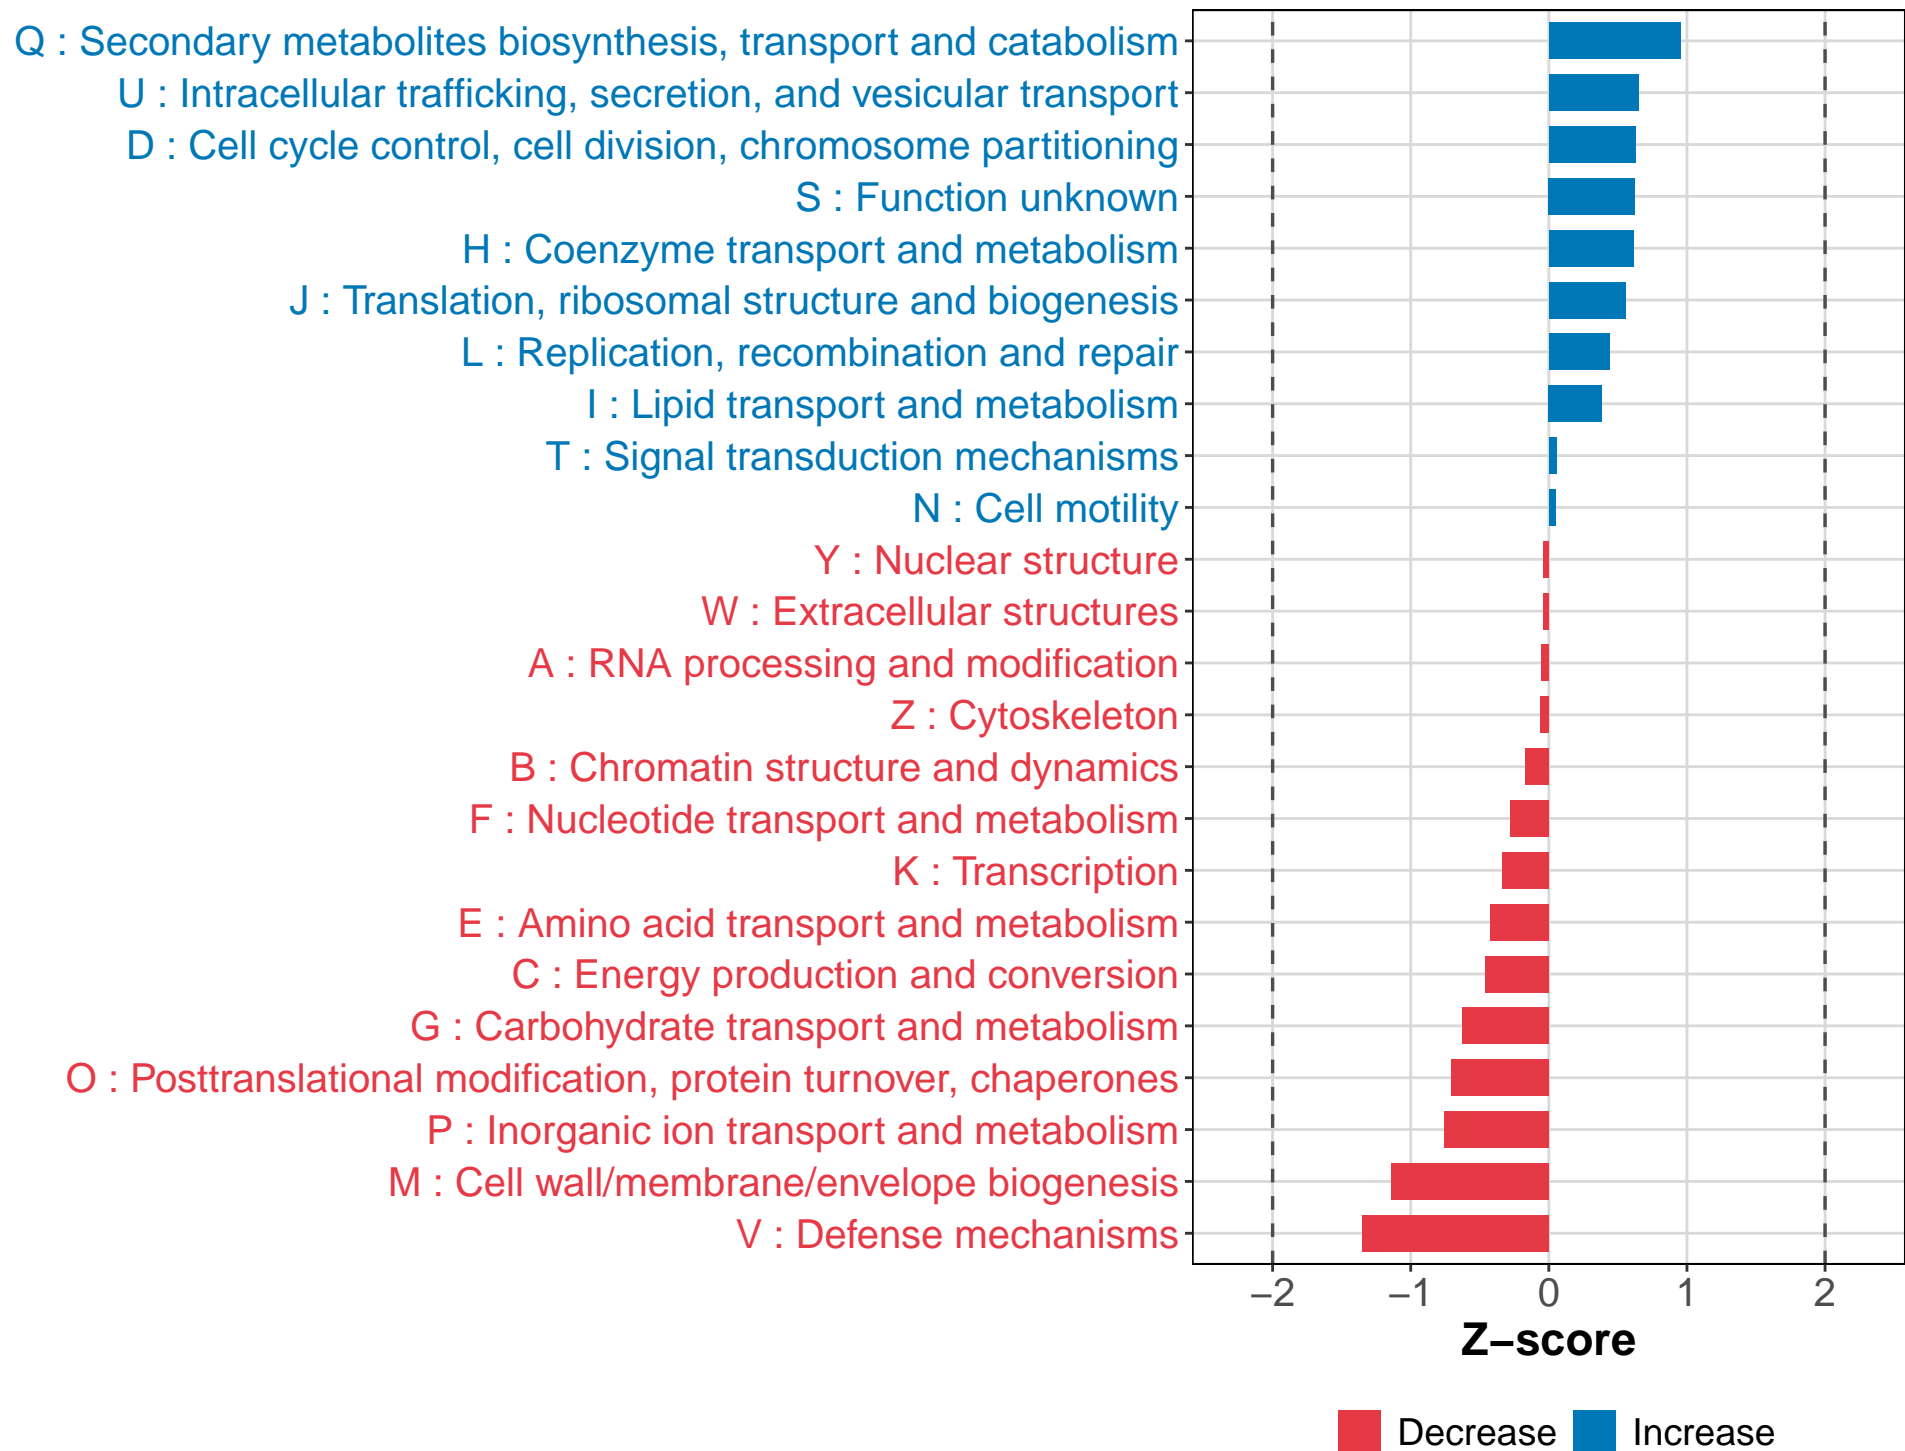 Q : Secondary metabolites biosynthesis, transport and catabolism
U : Intracellular trafficking, secretion, and vesicular transport
D : Cell cycle control, cell division, chromosome partitioning
S : Function unknown
H : Coenzyme transport and metabolism
J : Translation, ribosomal structure and biogenesis
L : Replication, recombination and repair
I : Lipid transport and metabolism
T : Signal transduction mechanisms
N : Cell motility
Y : Nuclear structure
W : Extracellular structures
A : RNA processing and modification
Z : Cytoskeleton
B : Chromatin structure and dynamics
F : Nucleotide transport and metabolism
K : Transcription
E : Amino acid transport and metabolism
C : Energy production and conversion
G : Carbohydrate transport and metabolism
O : Posttranslational modification, protein turnover, chaperones
P : Inorganic ion transport and metabolism
M : Cell wall/membrane/envelope biogenesis
V : Defense mechanisms
−2 −1 0 1 2
Z−score
Decrease Increase